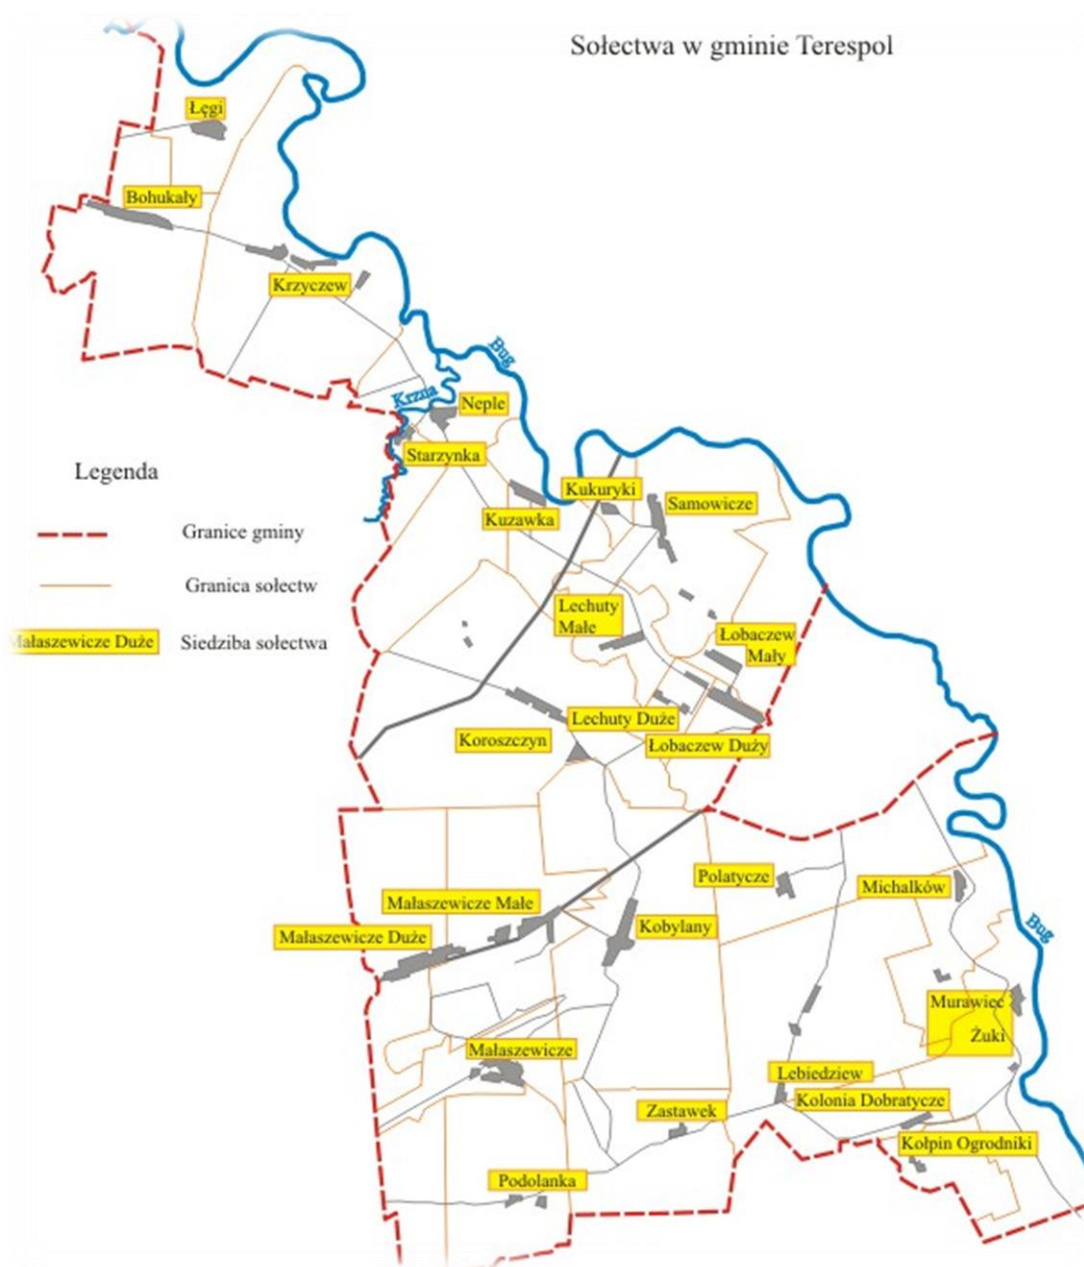 Sołectwa w gminie Terespol
Łęgi
Bohukały
Krzyczew
Bug
Krzna
Neple
Starzynka
Legenda
Granice gminy
Granica sołectw
Małaszewicze Duże
Siedziba sołectwa
Kukuryki
Samowicze
Kuzawka
Lechuty
Małe
Łobaczew
Mały
Lechuty Duże
Koroszczyn
Łobaczew Duży
Polatycze
Michalków
Małaszewicze Małe
Małaszewicze Duże
Kobylany
Bug
Murawiec
Żuki
Małaszewicze
Lebiedziew
Kolonia Dobratycze
Zastawek
Kołpin Ogrodniki
Podolanka